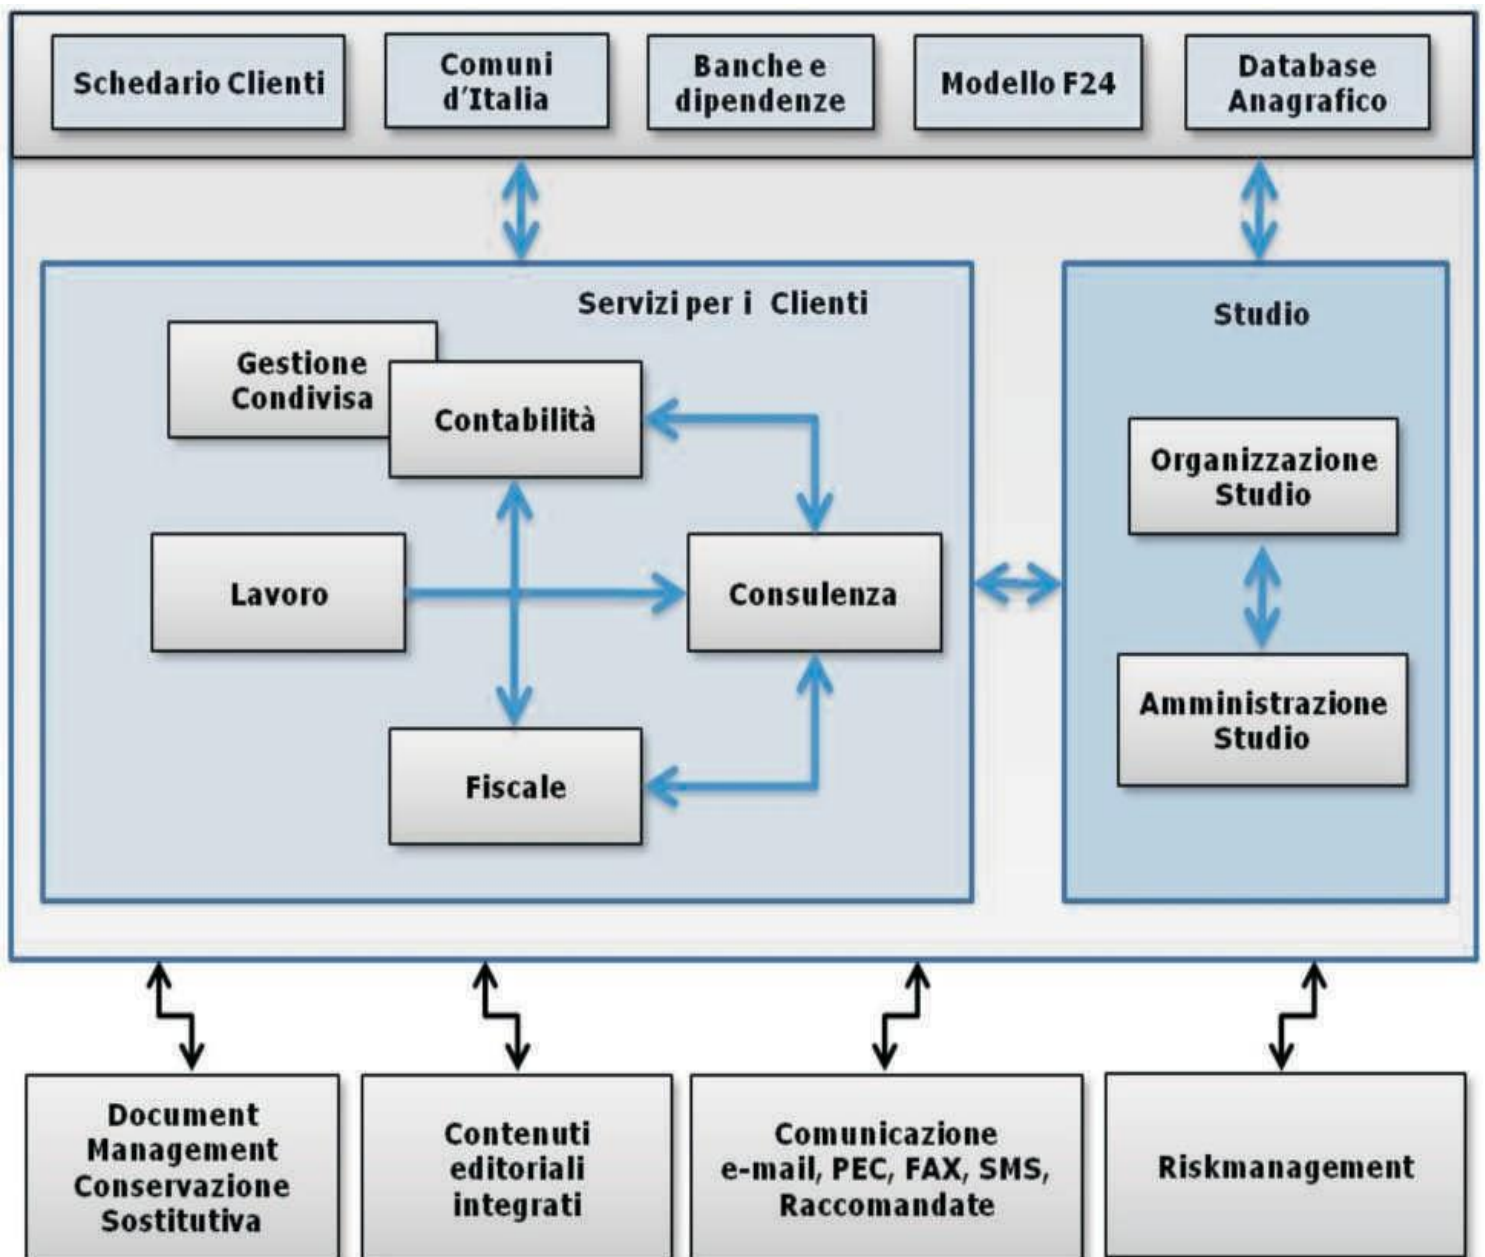 Schedario Clienti
Comuni
d'Italia
Banche e
dipendenze
Modello F24
Database
Anagrafico
Servizi per i Clienti
Gestione
Condivisa
Contabilità
Lavoro
Consulenza
Fiscale
Studio
Organizzazione
Studio
Amministrazione
Studio
Document
Management
Conservazione
Sostitutiva
Contenuti
editoriali
integrati
Comunicazione
e-mail, PEC, FAX, SMS,
Raccomandate
Riskmanagement